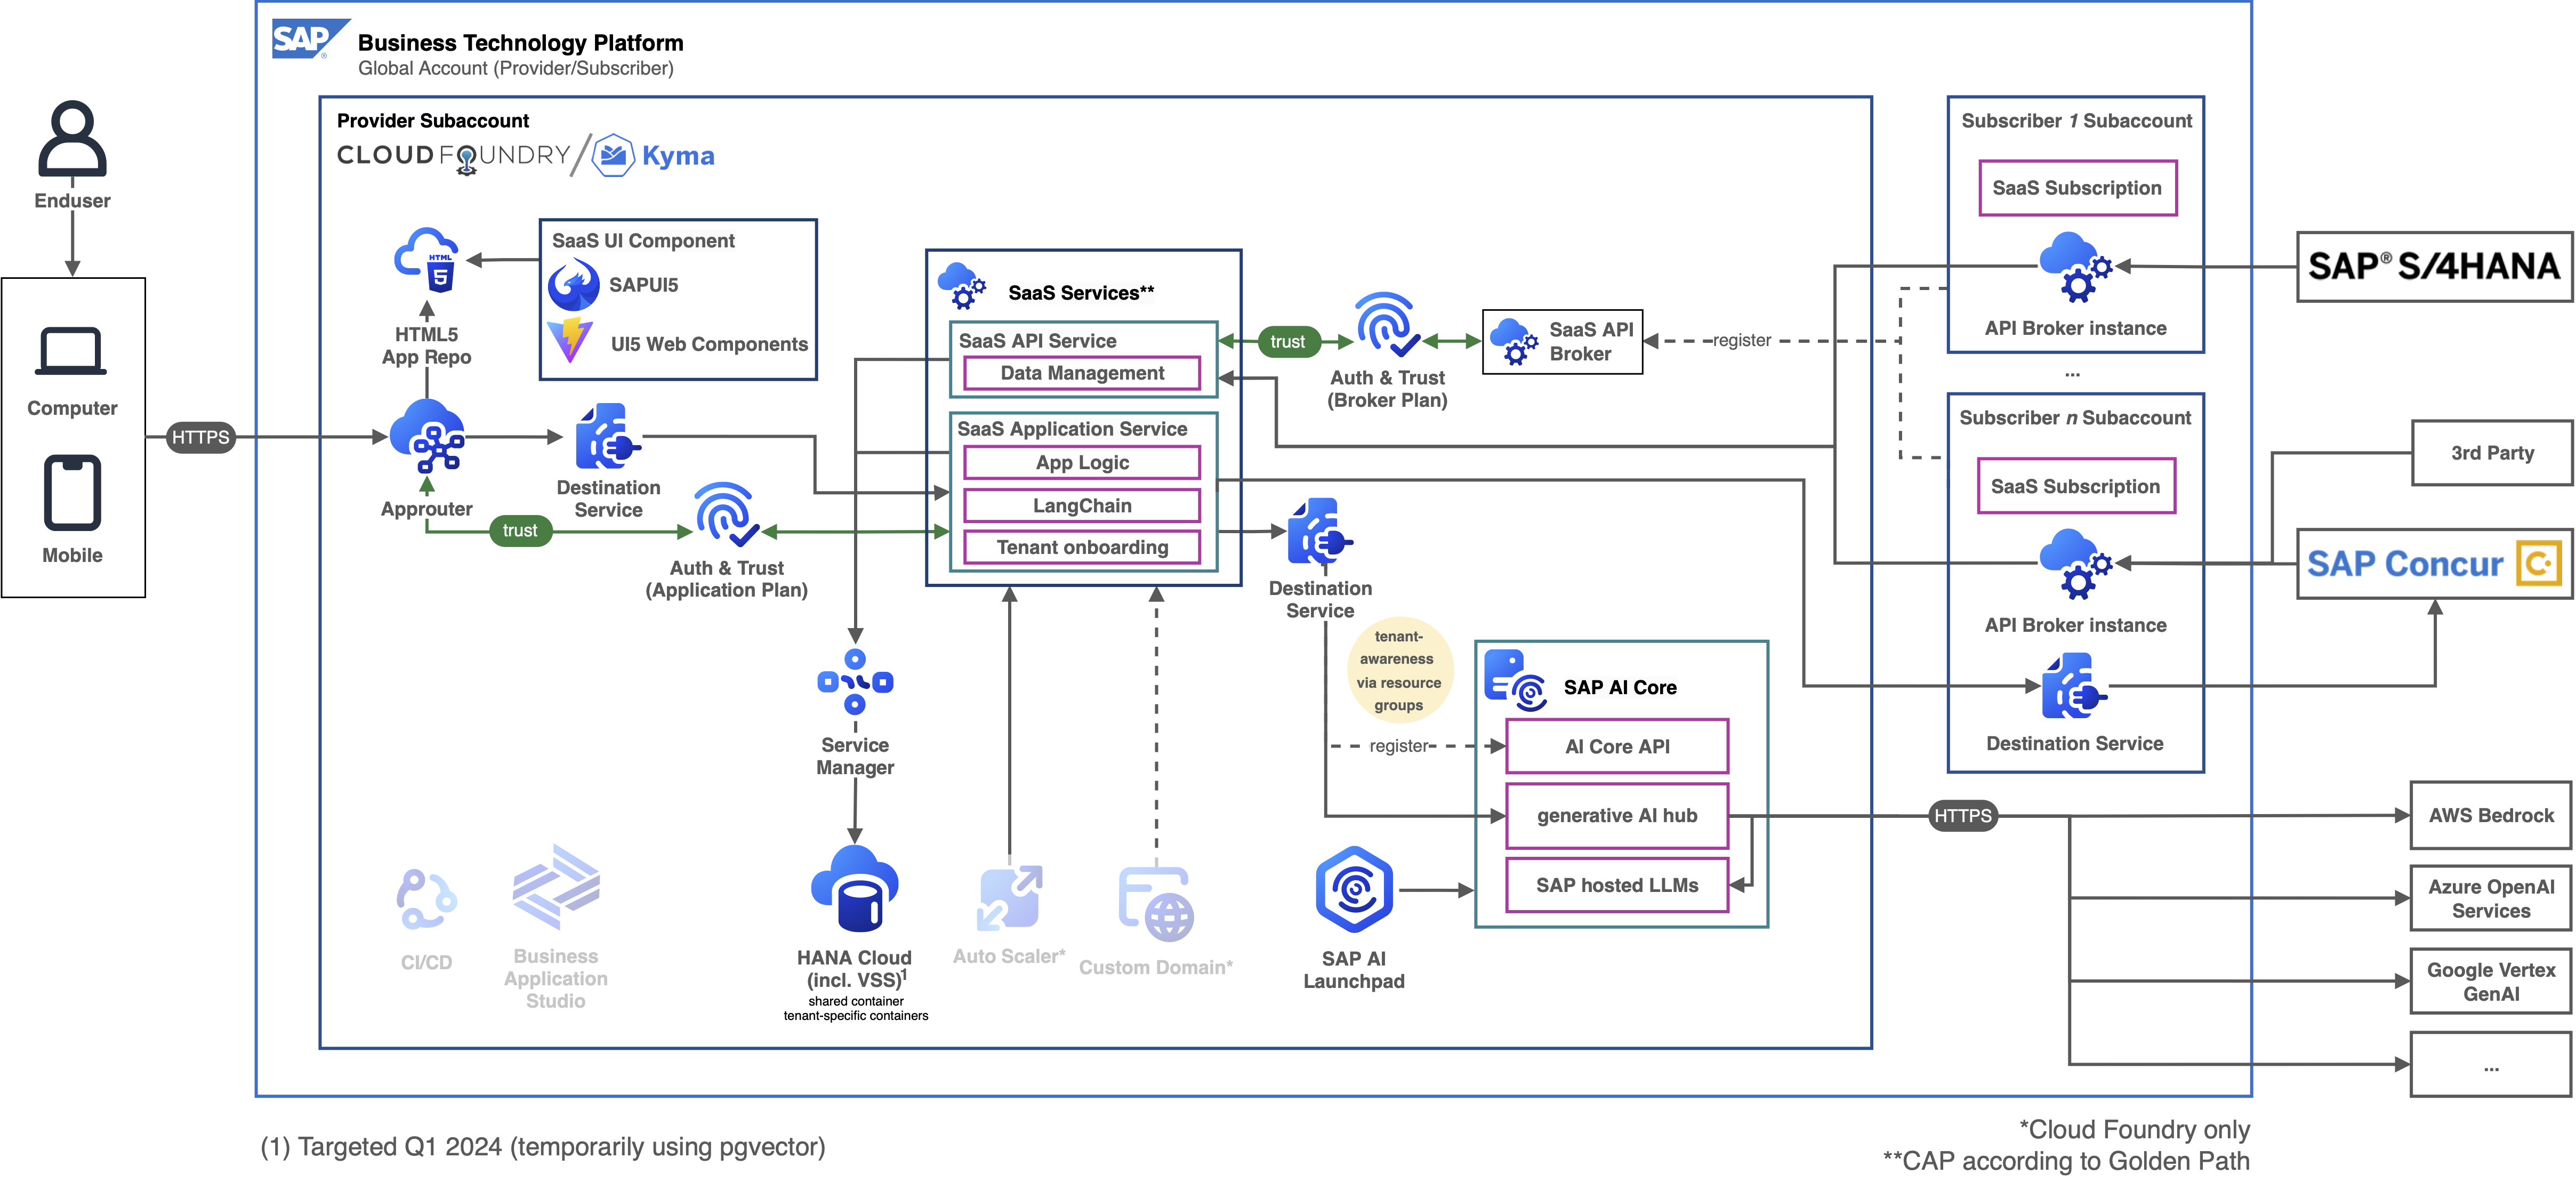 SAP
®
Business Technology Platform
Global Account (Provider/Subscriber)
Enduser
Computer
Mobile
HTTPS
Provider Subaccount
CLOUD FOUNDRY / Kyma
HTML
5
HTML5
App Repo
SaaS UI Component
SAPUI5
UI5 Web Components
Approuter
Destination
Service
trust
Auth & Trust
(Application Plan)
SaaS Services**
SaaS API Service
Data Management
SaaS Application Service
App Logic
LangChain
Tenant onboarding
trust
Auth & Trust
(Broker Plan)
SaaS API
Broker
register
Destination
Service
tenant-
awareness
via resource
groups
register
SAP AI Core
AI Core API
generative AI hub
SAP hosted LLMs
SAP AI
Launchpad
Service
Manager
HANA Cloud
(incl. VSS)1
shared container
tenant-specific containers
CI/CD
Business
Application
Studio
Auto Scaler*
Custom Domain*
Subscriber 1 Subaccount
SaaS Subscription
API Broker instance
...
Subscriber n Subaccount
SaaS Subscription
API Broker instance
Destination Service
HTTPS
SAP® S/4HANA
3rd Party
SAP Concur C
AWS Bedrock
Azure OpenAI
Services
Google Vertex
GenAI
...
(1) Targeted Q1 2024 (temporarily using pgvector)
*Cloud Foundry only
**CAP according to Golden Path